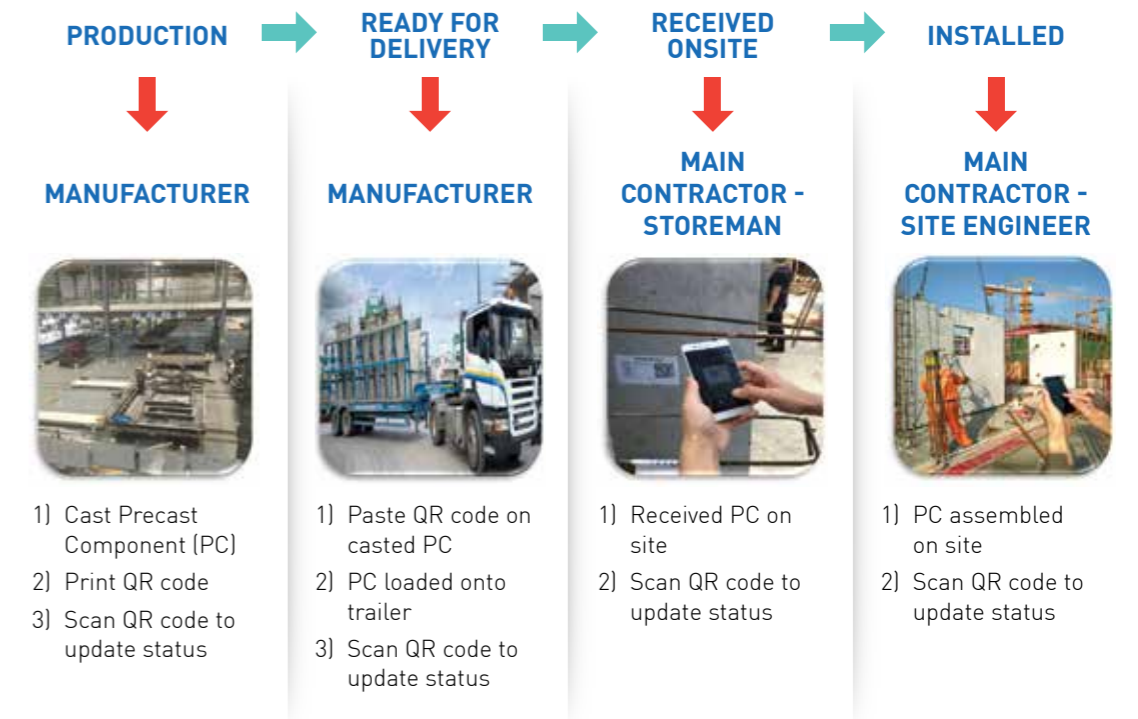 PRODUCTION
READY FOR
DELIVERY
RECEIVED
ONSITE
INSTALLED
MANUFACTURER
MANUFACTURER
MAIN
CONTRACTOR -
STOREMAN
MAIN
CONTRACTOR -
SITE ENGINEER
1) Cast Precast
Component (PC)
2) Print QR code
3) Scan QR code to
update status
1) Paste QR code on
casted PC
2) PC loaded onto
trailer
3) Scan QR code to
update status
1) Received PC on
site
2) Scan QR code to
update status
1) PC assembled
on site
2) Scan QR code to
update status